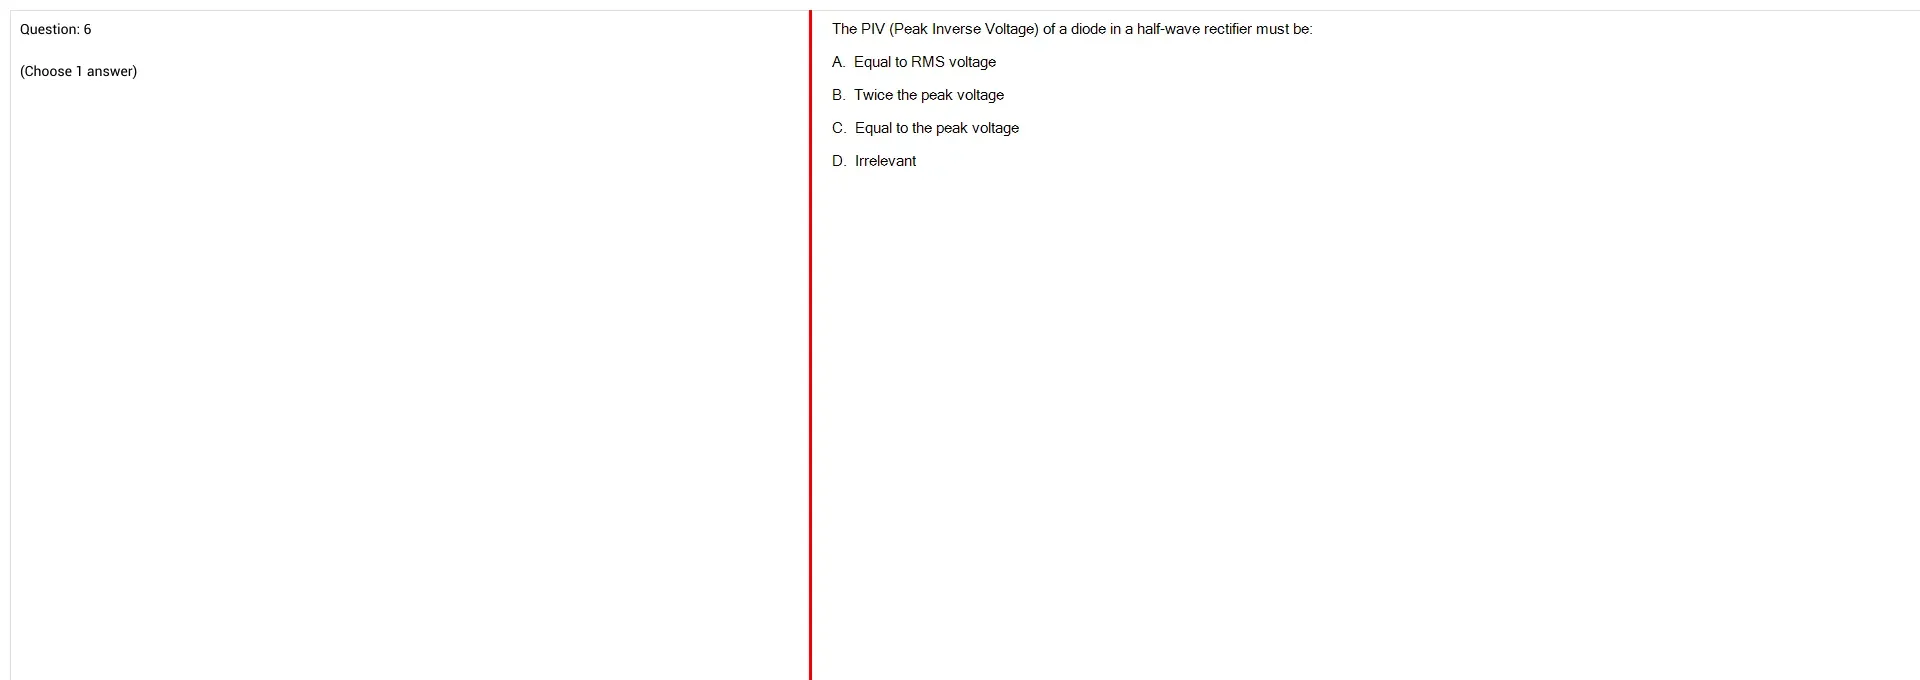 Question: 6
(Choose 1 answer)
The PIV (Peak Inverse Voltage) of a diode in a half-wave rectifier must be:
A. Equal to RMS voltage
B. Twice the peak voltage
C. Equal to the peak voltage
D. Irrelevant